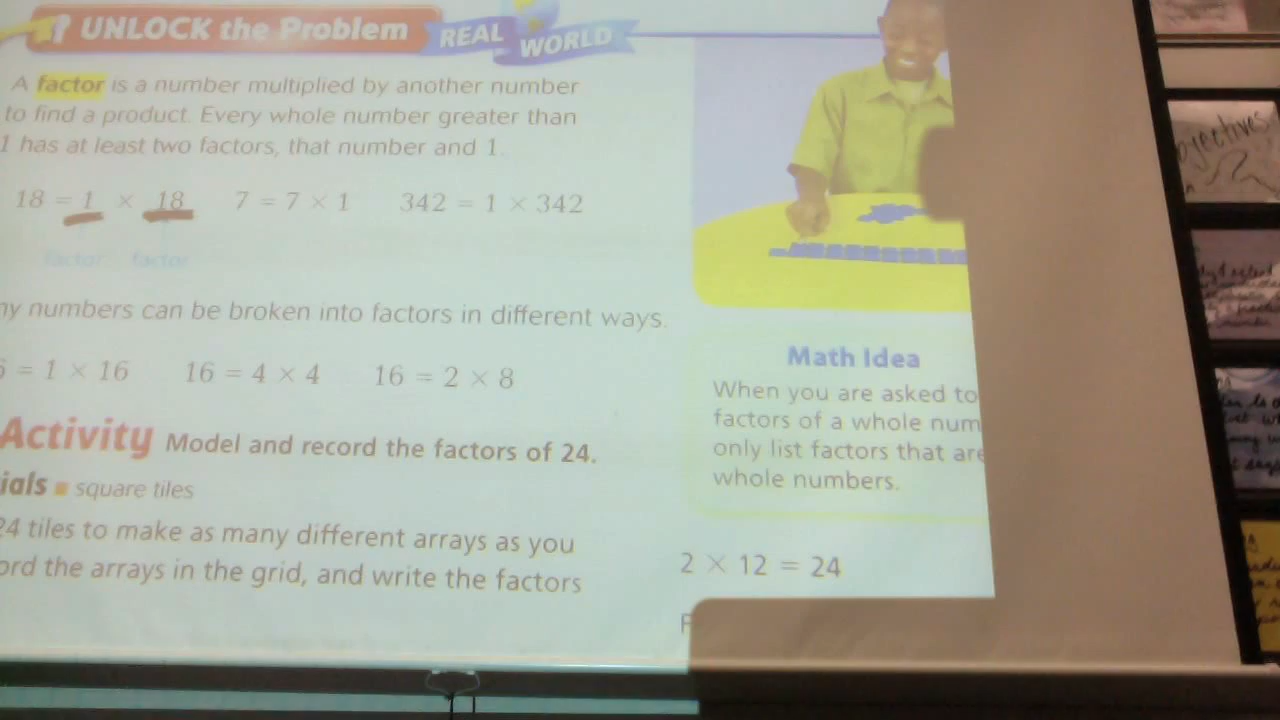 UNLOCK the Problem REAL WORLD
A factor is a number multiplied by another number
to find a product. Every whole number greater than
1 has at least two factors, that number and 1.
18 = 1 × 18 7 = 7 × 1 342 = 1 × 342
factor factor
numbers can be broken into factors in different ways.
= 1 × 16 16 = 4 × 4 16 = 2 × 8
Activity Model and record the factors of 24.
square tiles
24 tiles to make as many different arrays as you
the arrays in the grid, and write the factors
Math Idea
When you are asked to
factors of a whole num
only list factors that are
whole numbers.
2 × 12 = 24